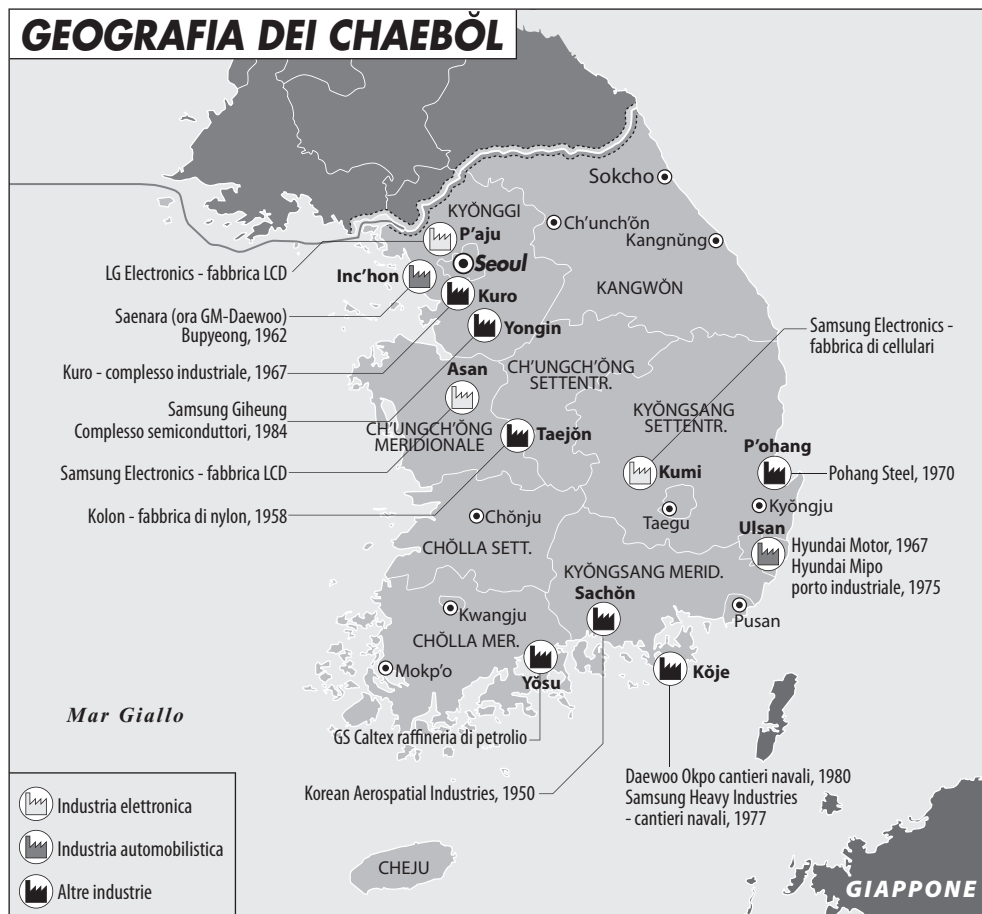 GEOGRAFIA DEI CHAEBŎL
Sokcho
KYŎNGGI
P'aju
Ch'unch'ŏn
Kangnŭng
LG Electronics - fabbrica LCD
Inc'hon
Seoul
KANGWŎN
Kuro
Saenara (ora GM-Daewoo)
Bupyeong, 1962
Yongin
Samsung Electronics -
fabbrica di cellulari
Kuro - complesso industriale, 1967
Asan
CH'UNGCH'ŎNG
SETTENTR.
Samsung Giheung
Complesso semiconduttori, 1984
CH'UNGCH'ŎNG
MERIDIONALE
Taejŏn
KYŎNGSANG
SETTENTR.
P'ohang
Samsung Electronics - fabbrica LCD
Kumi
Pohang Steel, 1970
Kolon - fabbrica di nylon, 1958
Chŏnju
Taegu
Kyŏngju
Ulsan
CHŎLLA SETT.
Hyundai Motor, 1967
Hyundai Mipo
porto industriale, 1975
KYŎNGSANG MERID.
Sachŏn
Kwangju
Pusan
CHŎLLA MER.
Mokp'o
Yŏsu
Kŏje
Mar Giallo
GS Caltex raffineria di petrolio
Korean Aerospatial Industries, 1950
Daewoo Okpo cantieri navali, 1980
Samsung Heavy Industries
- cantieri navali, 1977
Industria elettronica
Industria automobilistica
Altre industrie
CHEJU
GIAPPONE